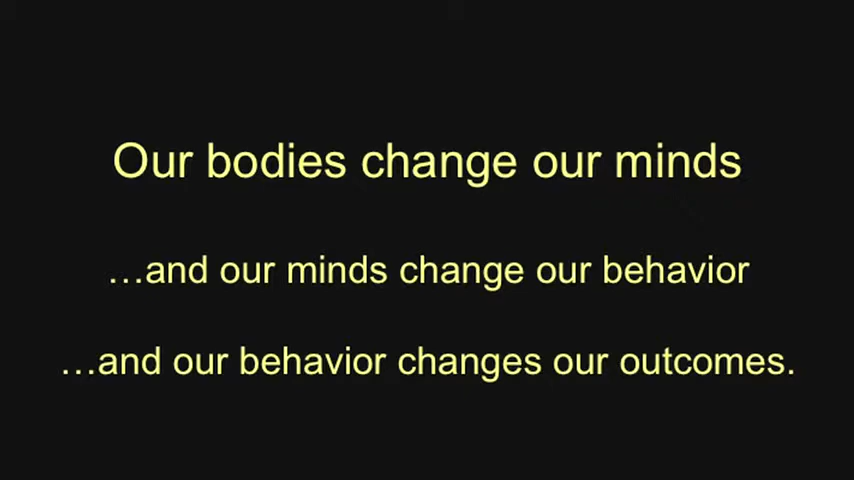 Our bodies change our minds
…and our minds change our behavior
…and our behavior changes our outcomes.